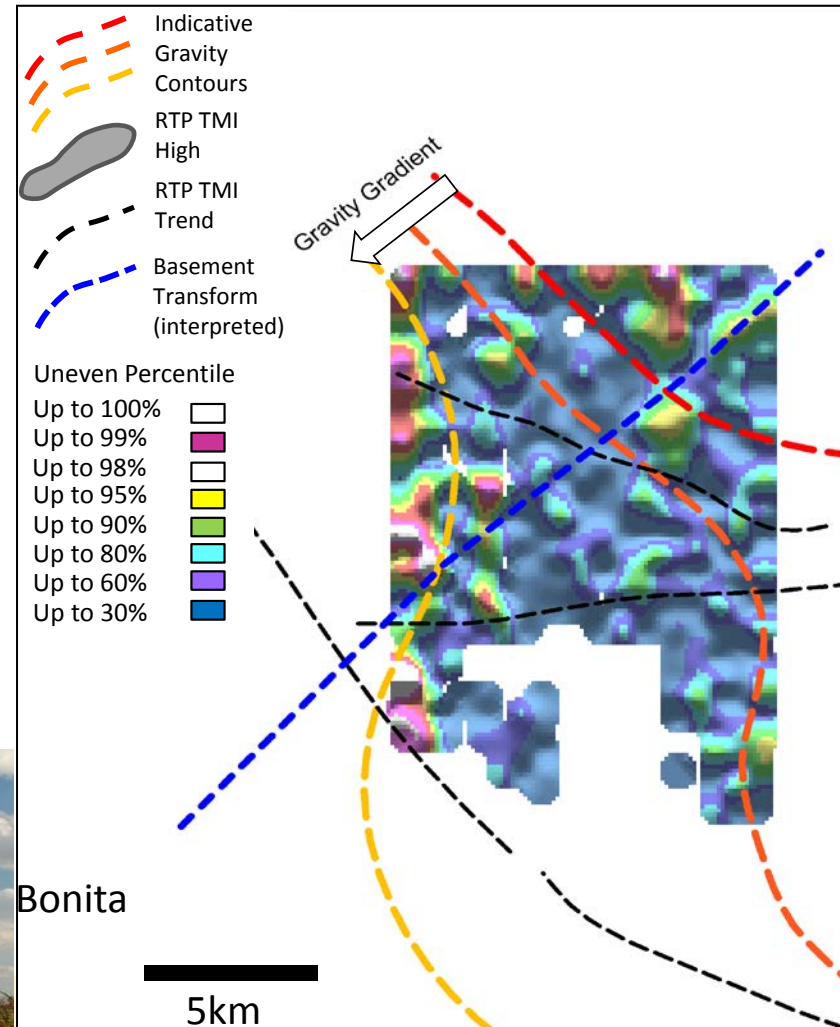 Indicative
Gravity
Contours
RTP TMI
High
RTP TMI
Trend
Basement
Transform
(interpreted)
Gravity Gradient
Uneven Percentile
Up to 100%
Up to 99%
Up to 98%
Up to 95%
Up to 90%
Up to 80%
Up to 60%
Up to 30%
Bonita
5km